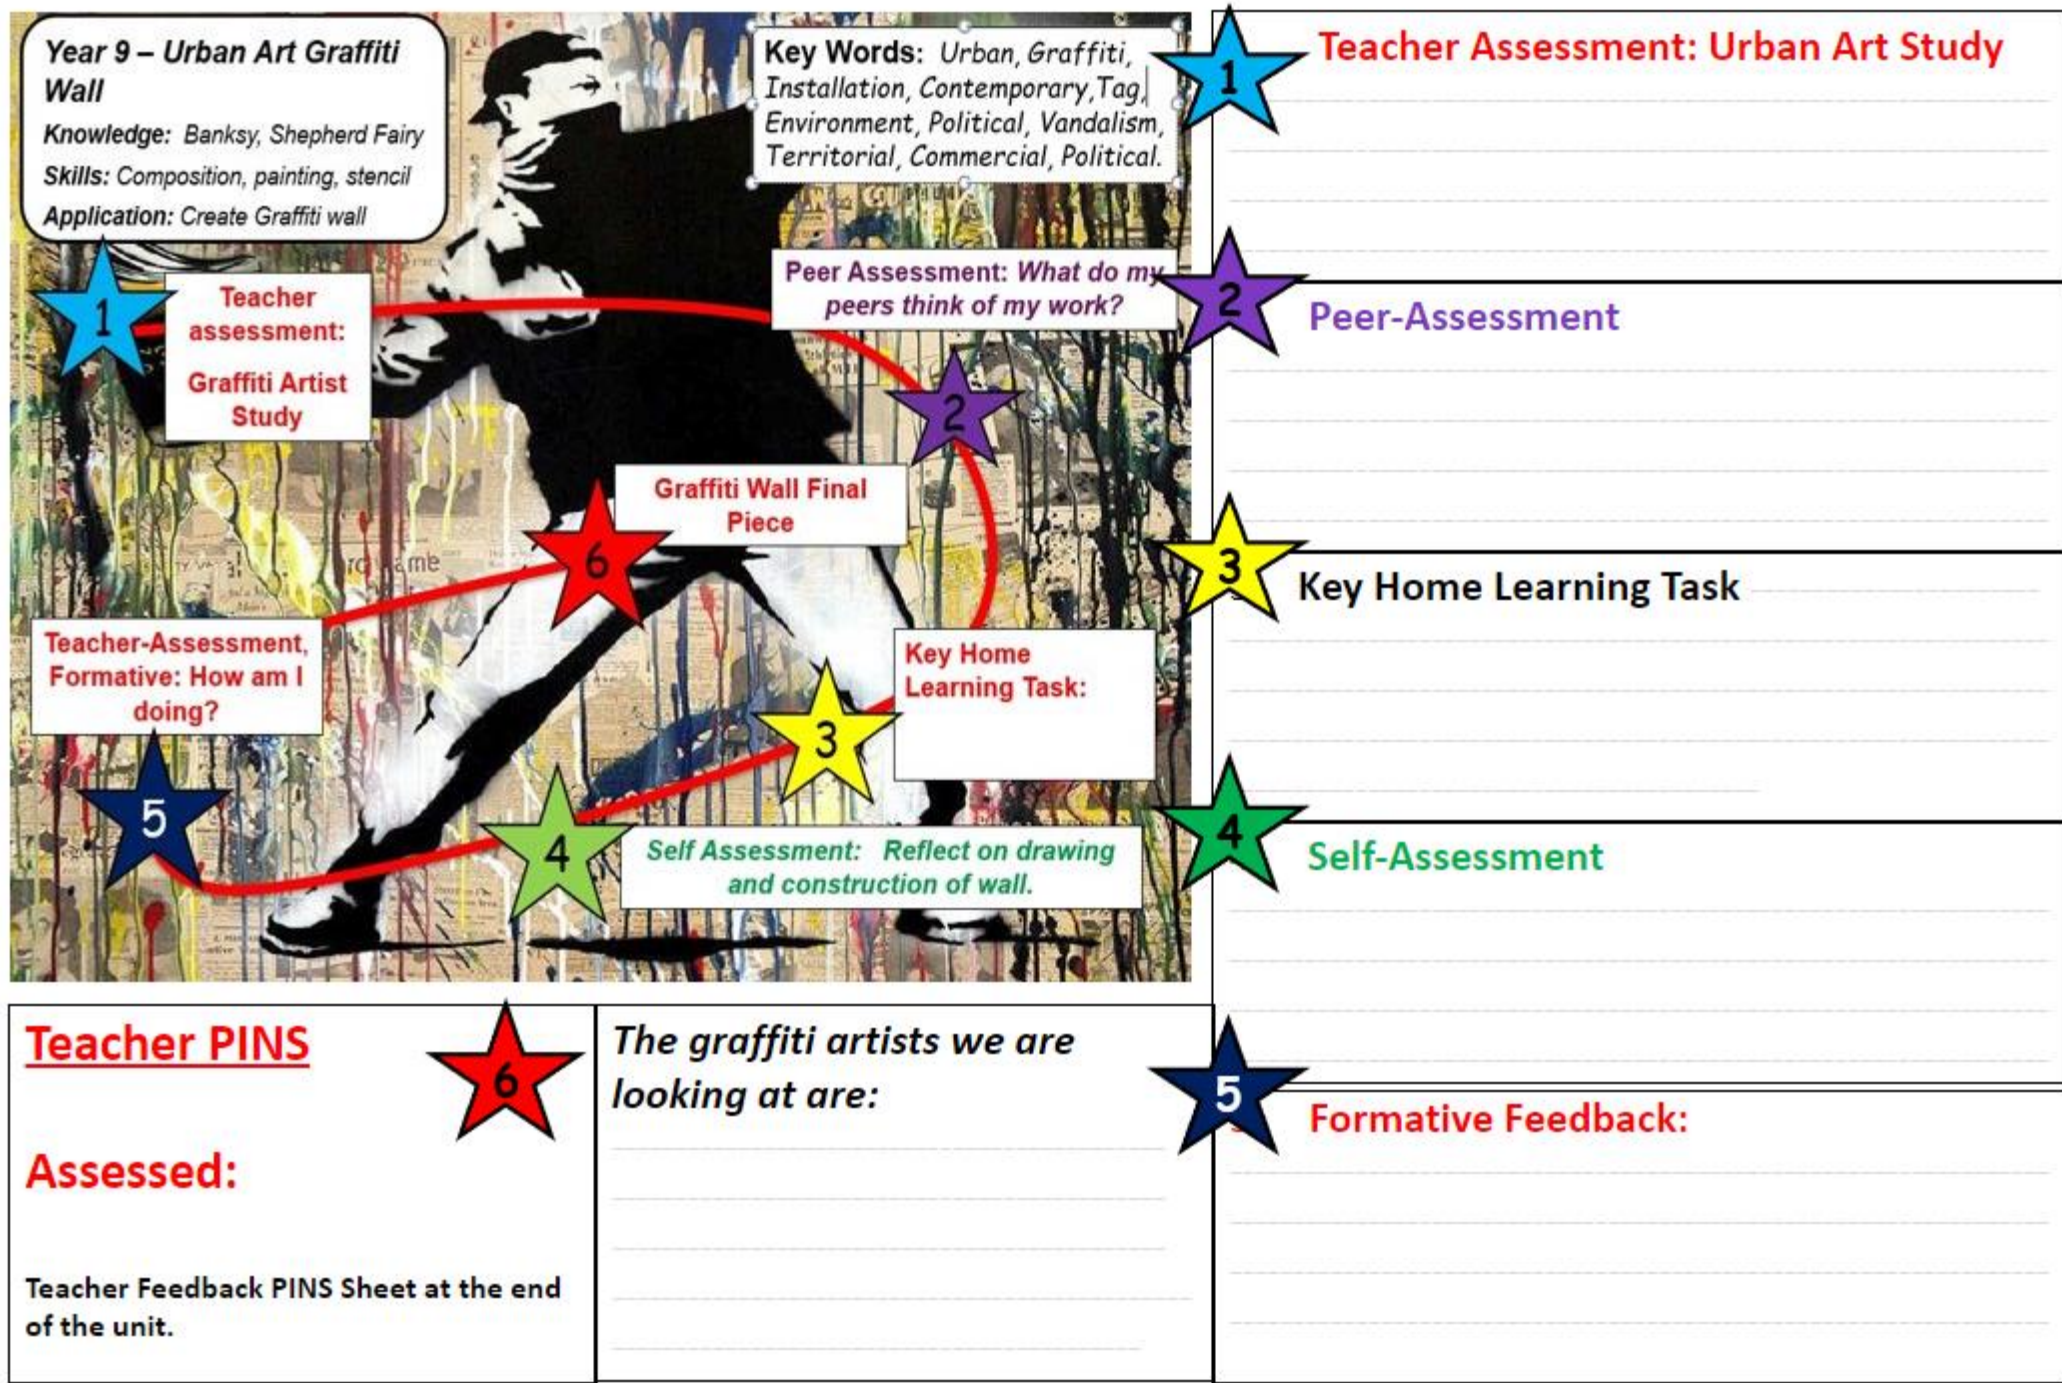 Year 9 – Urban Art Graffiti
Wall
Knowledge: Banksy, Shepherd Fairy
Skills: Composition, painting, stencil
Application: Create Graffiti wall
Key Words: Urban, Graffiti,
Installation, Contemporary,Tag,
Environment, Political, Vandalism,
Territorial, Commercial, Political.
1
Teacher
assessment:
Graffiti Artist
Study
Peer Assessment: What do my
peers think of my work?
2
Graffiti Wall Final
Piece
6
Teacher-Assessment,
Formative: How am I
doing?
5
Key Home
Learning Task:
3
4
Self Assessment: Reflect on drawing
and construction of wall.
1
Teacher Assessment: Urban Art Study
2
Peer-Assessment
3
Key Home Learning Task
4
Self-Assessment
5
Formative Feedback:
Teacher PINS
6
Assessed:
Teacher Feedback PINS Sheet at the end
of the unit.
The graffiti artists we are
looking at are: